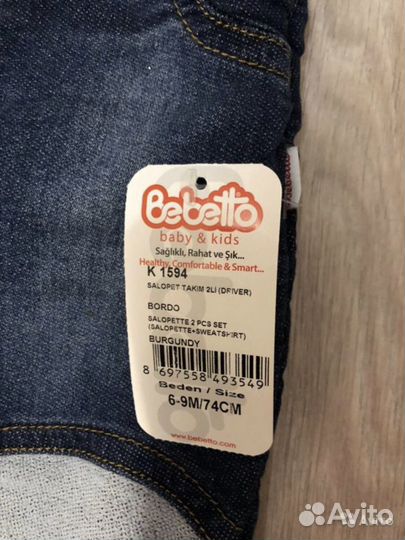 Bebetto
baby & kids
Sağlıklı, Rahat ve Şık...
Healthy, Comfortable & Smart...
K 1594
SALOPET TAKIM 2Lİ (DRIVER)
BORDO
SALOPETTE 2 PCS SET
(SALOPETTE+SWEATSHIRT)
BURGUNDY
8 697558 493549
Beden / Size
6-9M/74CM
www.bebetto.com
Avito